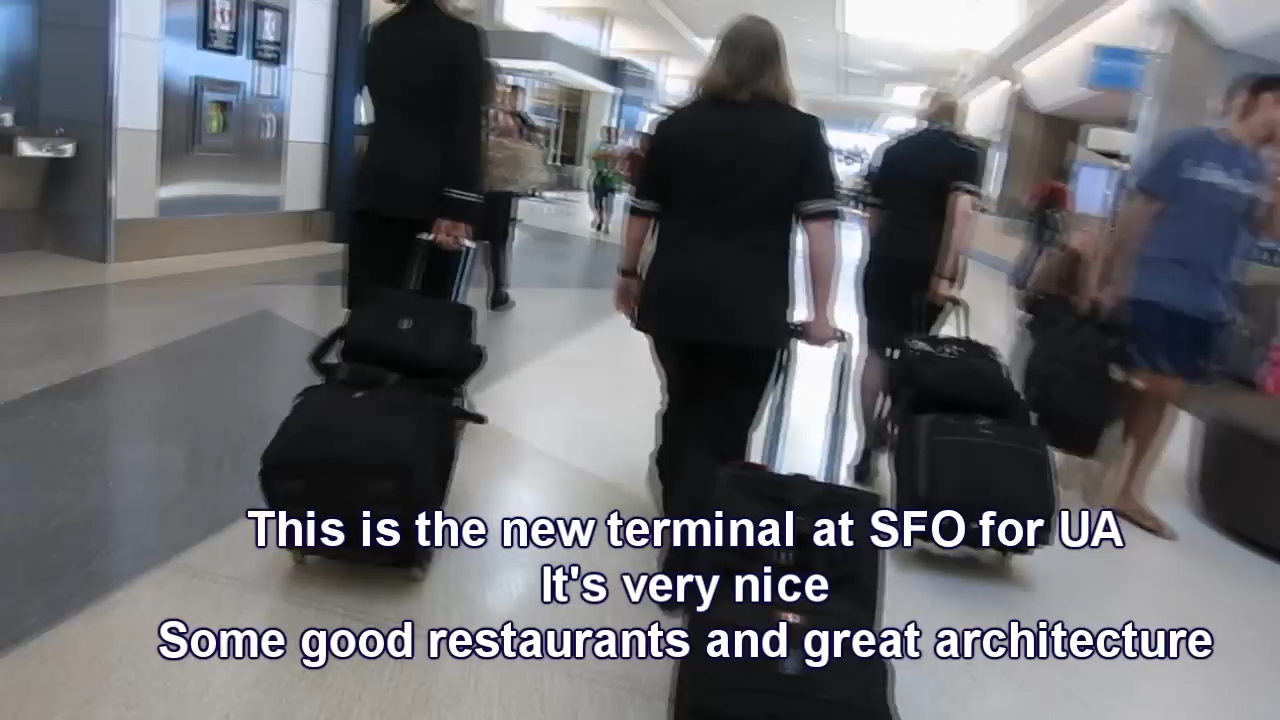 This is the new terminal at SFO for UA
It's very nice
Some good restaurants and great architecture